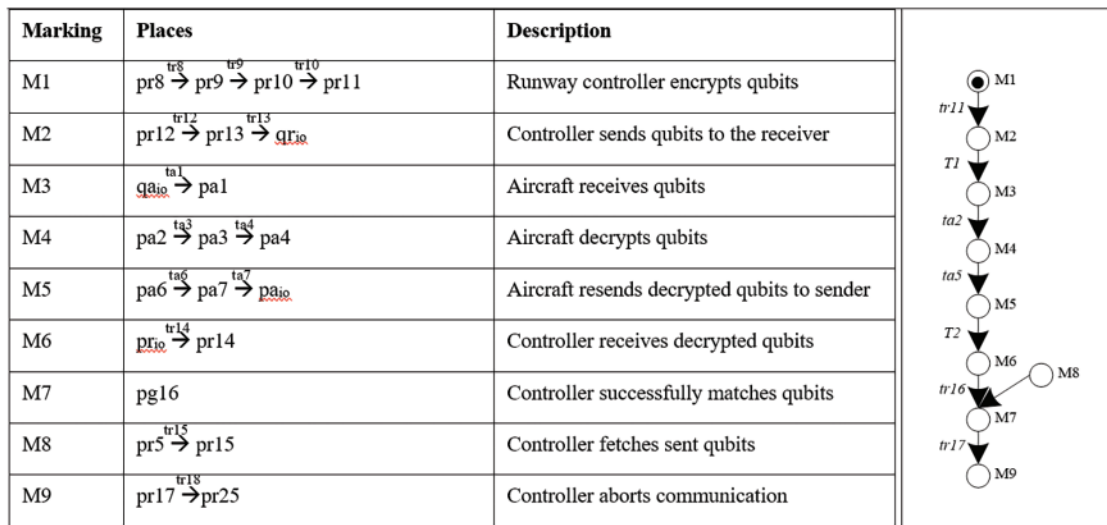 Marking Places Description
M1 pr8 tr8→ pr9 tr9→ pr10 tr10→ pr11 Runway controller encrypts qubits
M2 pr12 tr12→ pr13 tr13→ qrio Controller sends qubits to the receiver
M3 qaio ta1→ pa1 Aircraft receives qubits
M4 pa2 ta3→ pa3 ta4→ pa4 Aircraft decrypts qubits
M5 pa6 ta6→ pa7 ta7→ paio Aircraft resends decrypted qubits to sender
M6 prio tr14→ pr14 Controller receives decrypted qubits
M7 pg16 Controller successfully matches qubits
M8 pr5 tr15→ pr15 Controller fetches sent qubits
M9 pr17 tr18→pr25 Controller aborts communication
M1
tr11
M2
T1
M3
ta2
M4
ta5
M5
T2
M6
M8
tr16
M7
tr17
M9